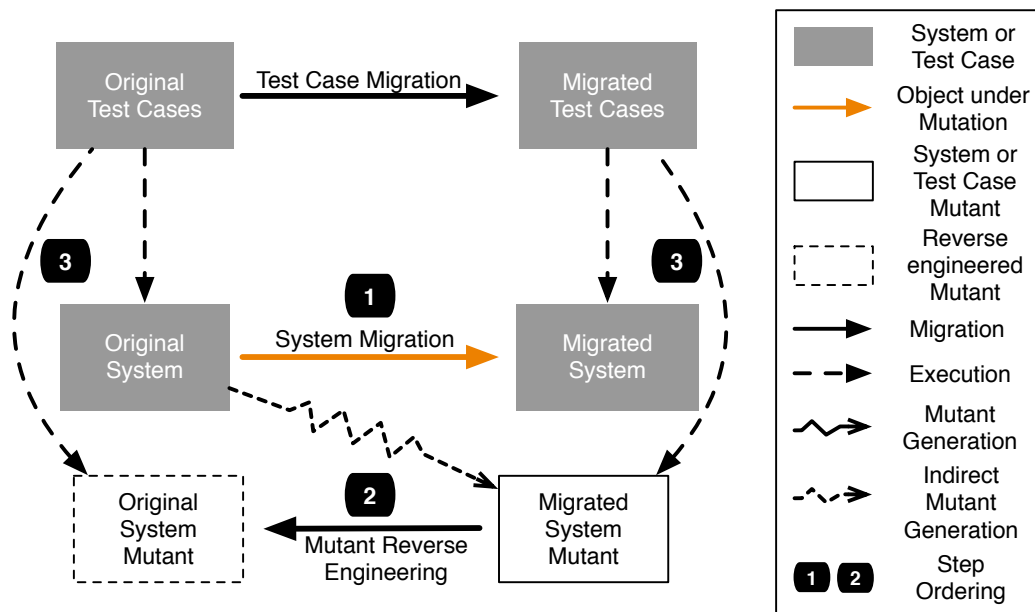 Original
Test Cases
Test Case Migration
Migrated
Test Cases
3
3
1
Original
System
System Migration
Migrated
System
2
Original
System
Mutant
Mutant Reverse
Engineering
Migrated
System
Mutant
System or
Test Case
Object under
Mutation
System or
Test Case
Mutant
Reverse
engineered
Mutant
Migration
Execution
Mutant
Generation
Indirect
Mutant
Generation
1 2
Step
Ordering